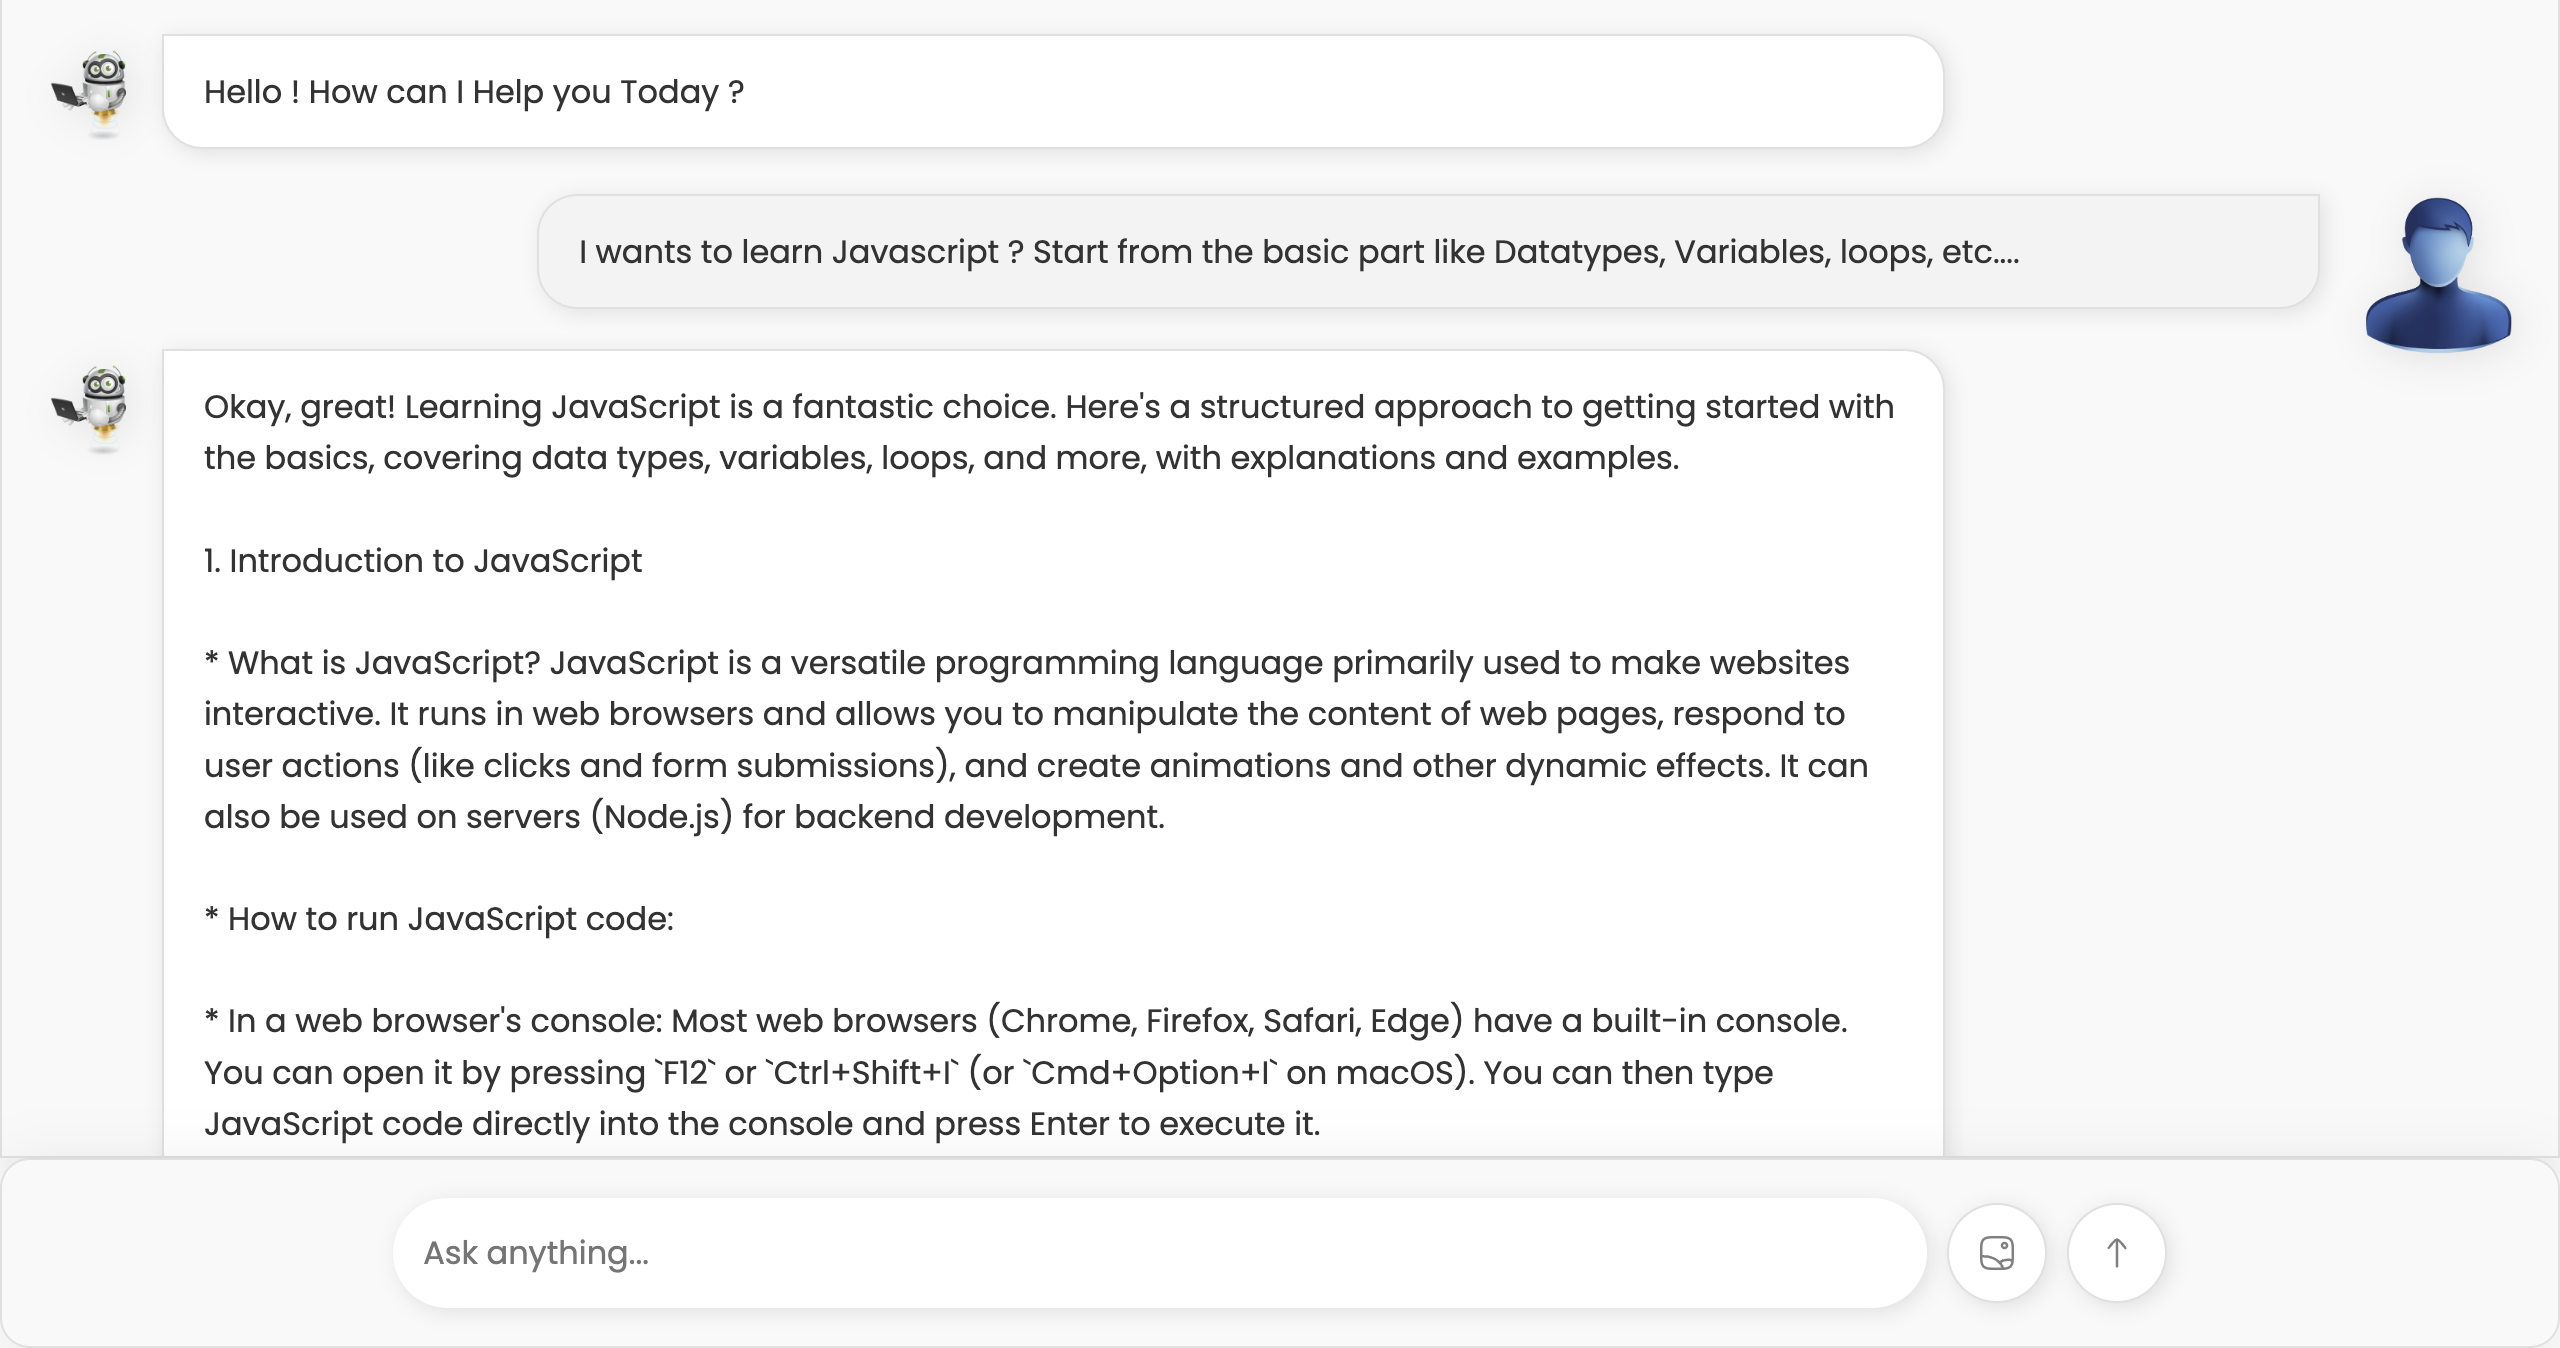 Hello ! How can I Help you Today ?
I wants to learn Javascript ? Start from the basic part like Datatypes, Variables, loops, etc....
Okay, great! Learning JavaScript is a fantastic choice. Here's a structured approach to getting started with
the basics, covering data types, variables, loops, and more, with explanations and examples.
1. Introduction to JavaScript
* What is JavaScript? JavaScript is a versatile programming language primarily used to make websites
interactive. It runs in web browsers and allows you to manipulate the content of web pages, respond to
user actions (like clicks and form submissions), and create animations and other dynamic effects. It can
also be used on servers (Node.js) for backend development.
* How to run JavaScript code:
* In a web browser's console: Most web browsers (Chrome, Firefox, Safari, Edge) have a built-in console.
You can open it by pressing `F12` or `Ctrl+Shift+I` (or `Cmd+Option+I` on macOS). You can then type
JavaScript code directly into the console and press Enter to execute it.
Ask anything...